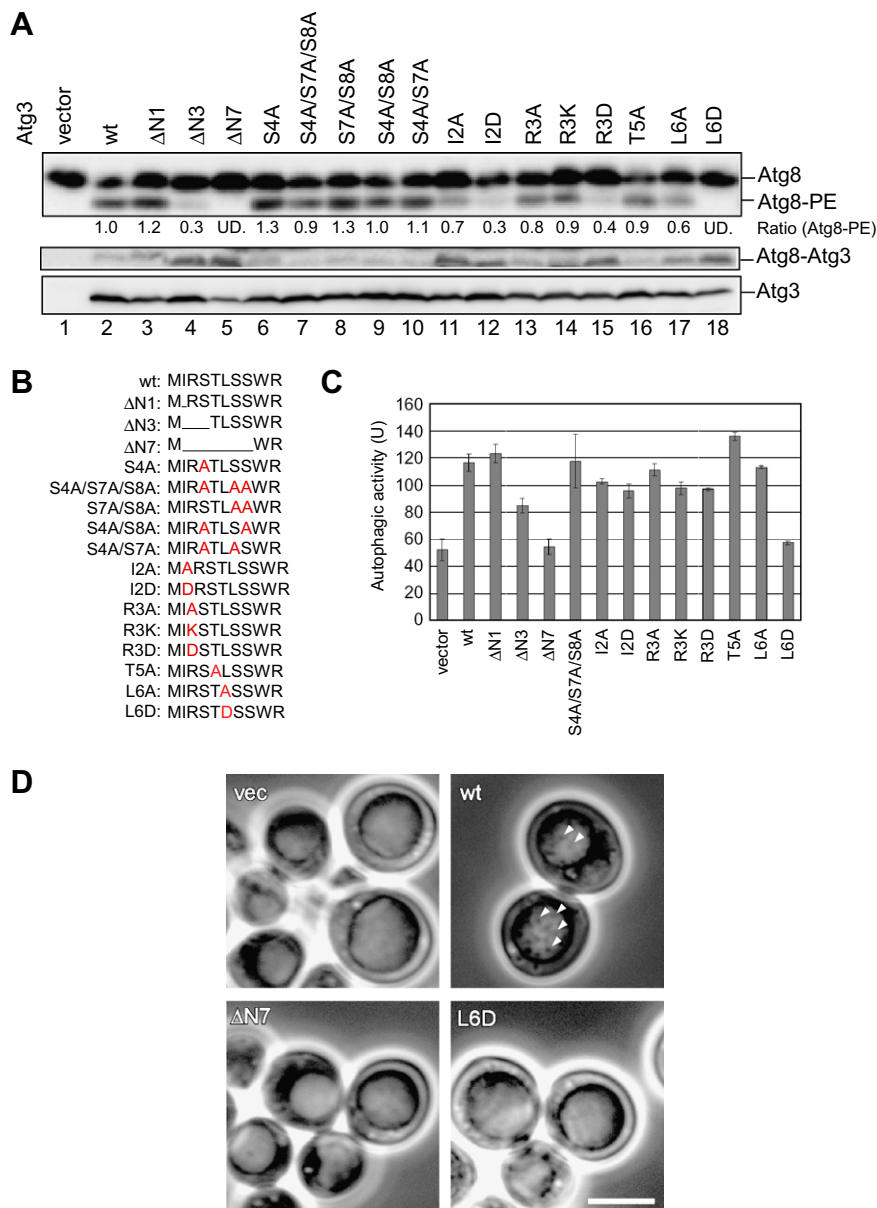 A
Atg3
vector
wt
ΔN1
ΔN3
ΔN7
S4A
S4A/S7A/S8A
S7A/S8A
S4A/S8A
S4A/S7A
I2A
I2D
R3A
R3K
R3D
T5A
L6A
L6D
Atg8
Atg8-PE
1.0 1.2 0.3 UD. 1.3 0.9 1.3 1.0 1.1 0.7 0.3 0.8 0.9 0.4 0.9 0.6 UD. Ratio (Atg8-PE)
Atg8-Atg3
Atg3
1 2 3 4 5 6 7 8 9 10 11 12 13 14 15 16 17 18
B
wt: MIRSTLSSWR
ΔN1: M_RSTLSSWR
ΔN3: M___TLSSWR
ΔN7: M_______WR
S4A: MIRATLSSWR
S4A/S7A/S8A: MIRATLAAWR
S7A/S8A: MIRSTLAAWR
S4A/S8A: MIRATLSAWR
S4A/S7A: MIRATLASWR
I2A: MARSTLSSWR
I2D: MDRSTLSSWR
R3A: MIASTLSSWR
R3K: MIKSTLSSWR
R3D: MIDSTLSSWR
T5A: MIRSALSSWR
L6A: MIRSTASSWR
L6D: MIRSTDSSWR
C
Autophagic activity (U)
160
140
120
100
80
60
40
20
0
vector
wt
ΔN1
ΔN3
ΔN7
S4A/S7A/S8A
I2A
I2D
R3A
R3K
R3D
T5A
L6A
L6D
D
vec
wt
ΔN7
L6D